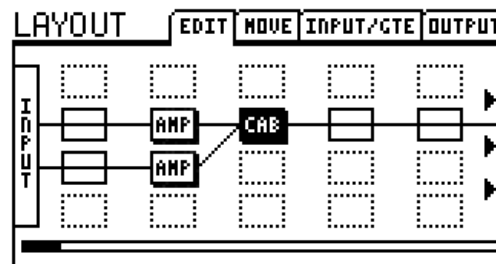 LAYOUT
EDIT
MOVE
INPUT/GTE
OUTPUT
INPUT
AMP
CAB
AMP